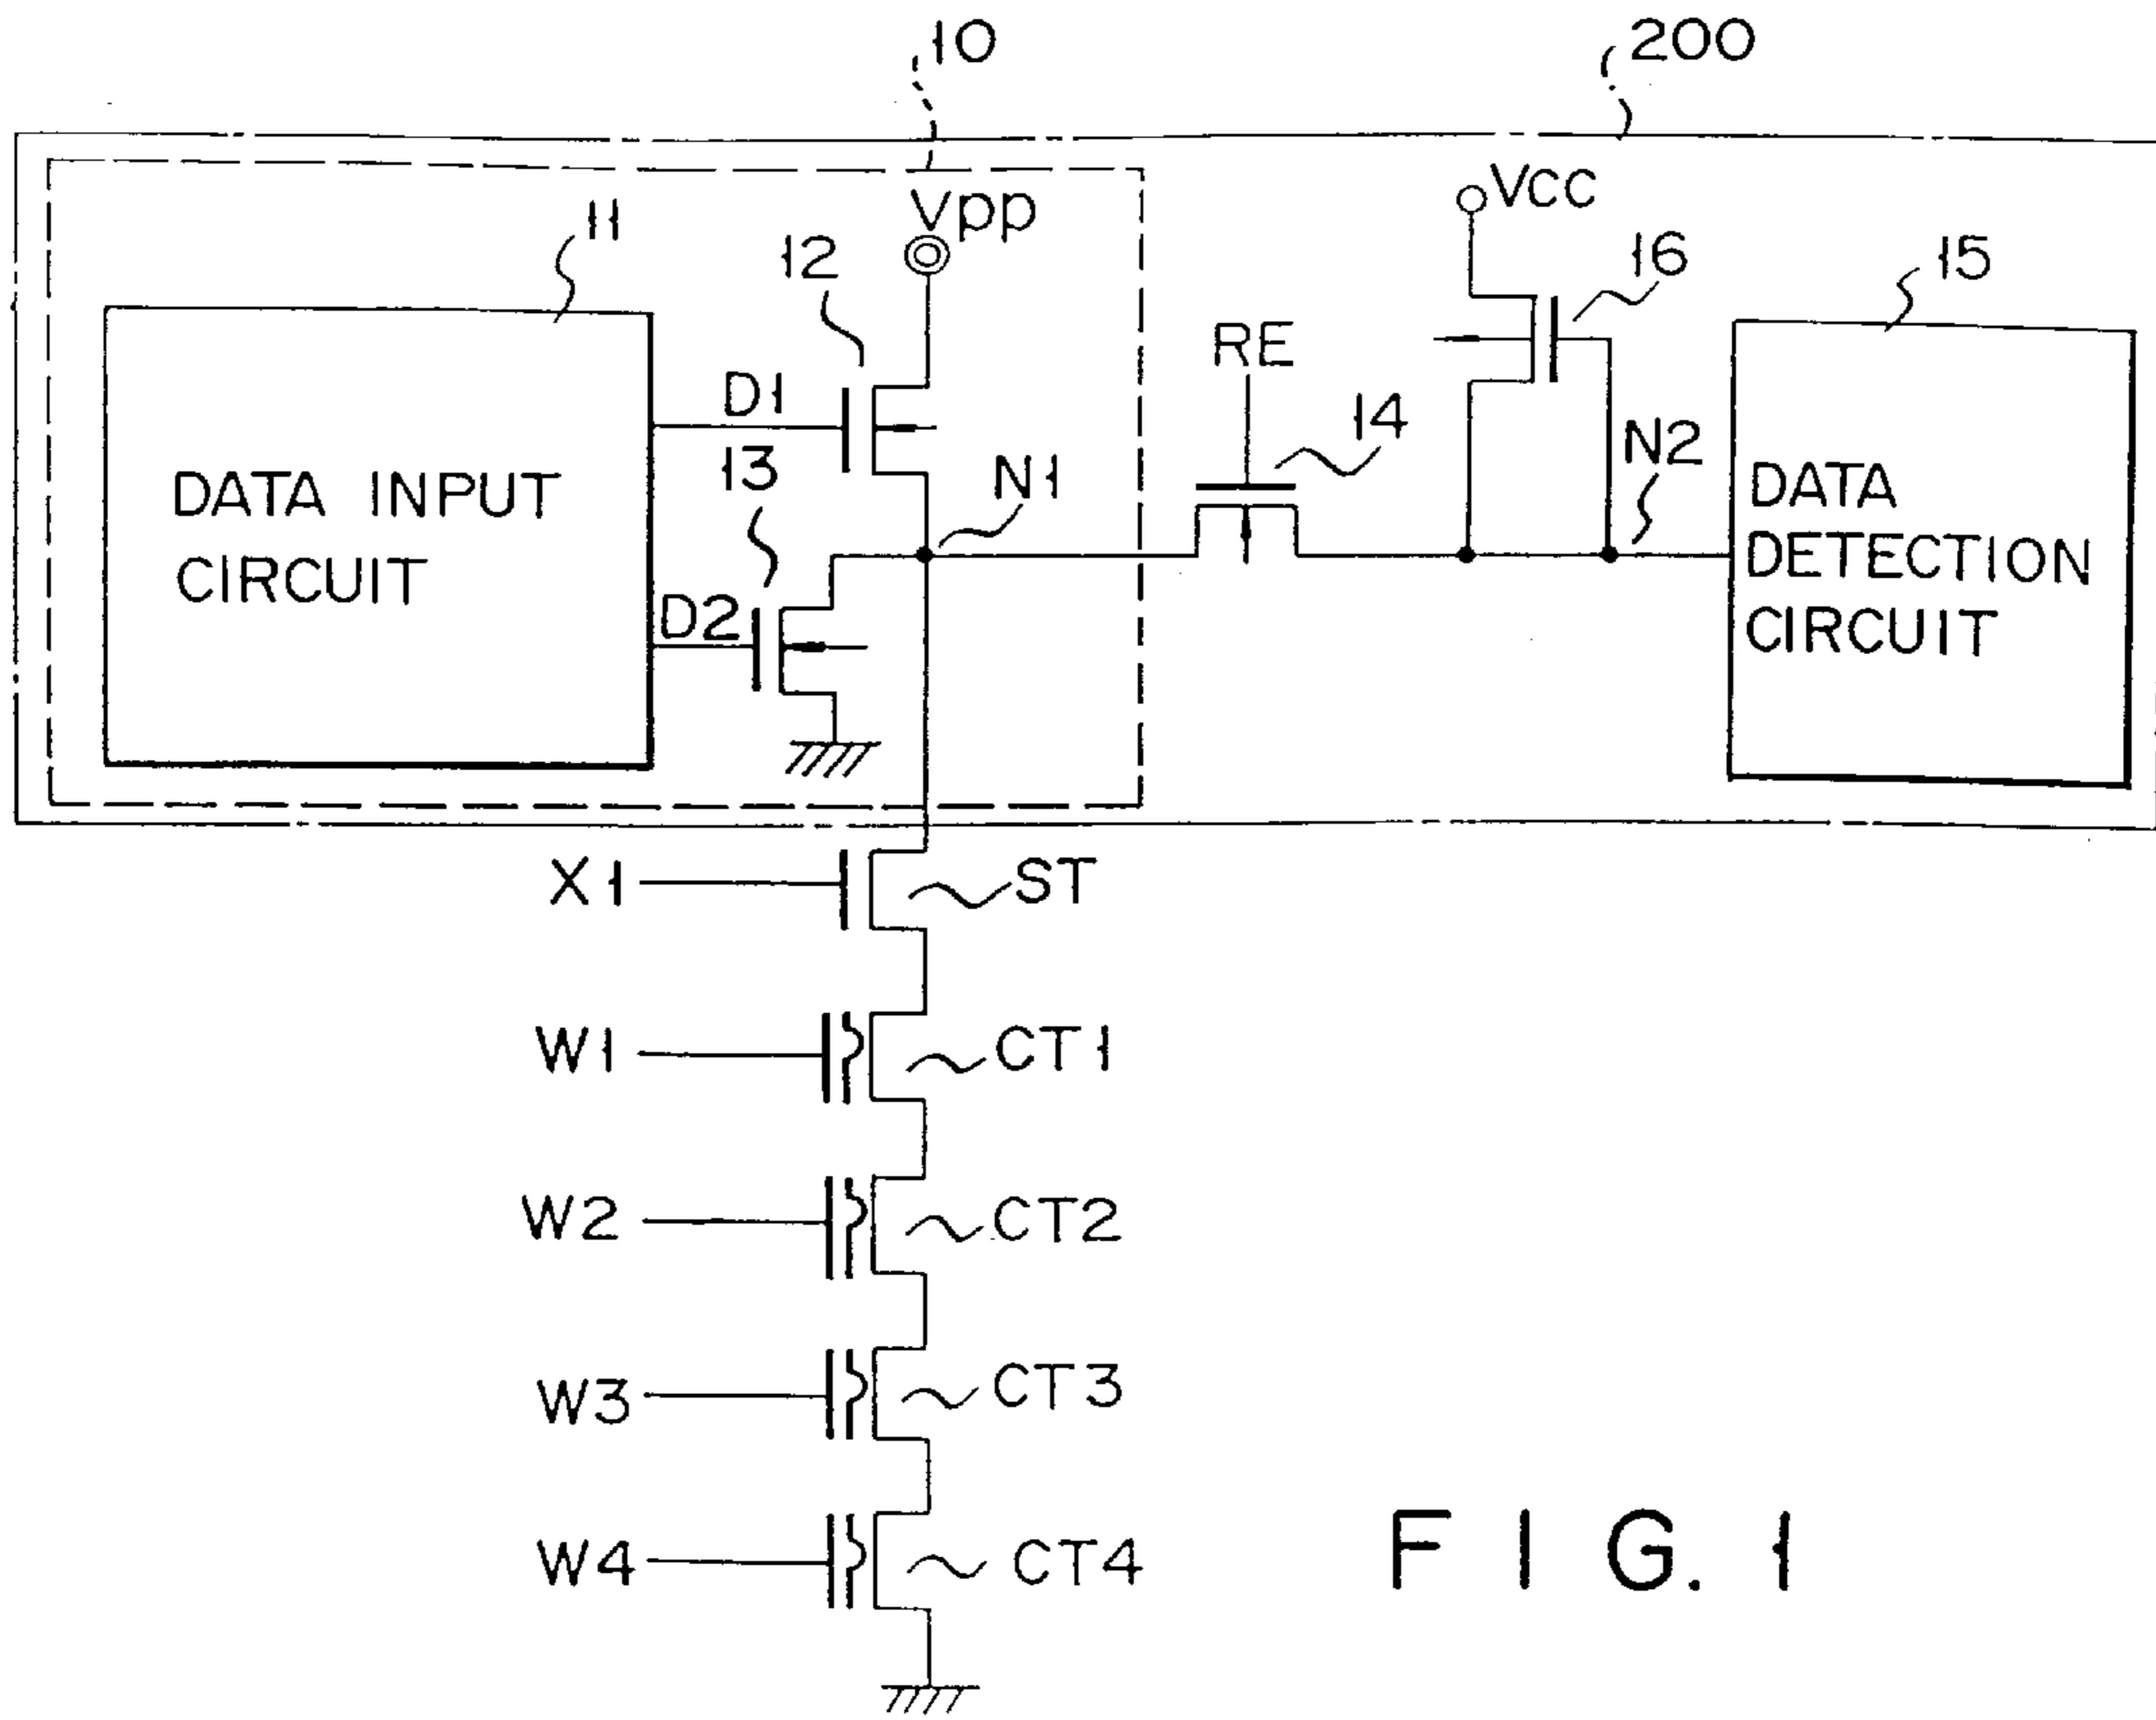 10
200
11
Vpp
VCC
12
16
15
RE
D1
14
13
N1
N2
DATA INPUT
CIRCUIT
DATA
DETECTION
CIRCUIT
D2
X1
ST
W1
CT1
W2
CT2
W3
CT3
W4
CT4
FIG. 1